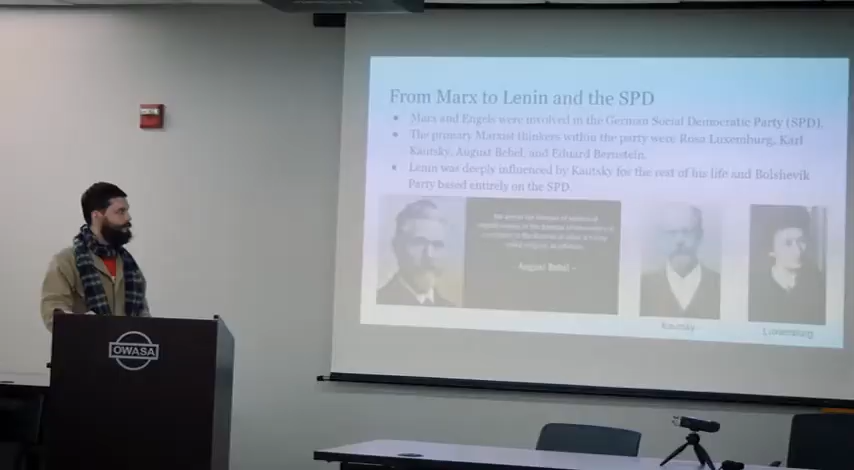 From Marx to Lenin and the SPD
Marx and Engels were involved in the German Social Democratic Party (SPD).
The primary Marxist thinkers within the party were Rosa Luxemburg, Karl
Kautsky, August Bebel, and Eduard Bernstein.
Lenin was deeply influenced by Kautsky for the rest of his life and Bolshevik
Party based entirely on the SPD.
- August Bebel -
Kautsky
Luxemburg
OWASA